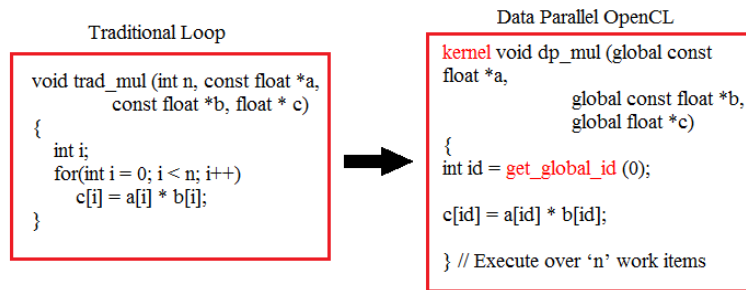 Traditional Loop
void trad_mul (int n, const float *a,
const float *b, float * c)
{
int i;
for(int i = 0; i < n; i++)
c[i] = a[i] * b[i];
}
Data Parallel OpenCL
kernel void dp_mul (global const
float *a,
global const float *b,
global float *c)
{
int id = get_global_id (0);
c[id] = a[id] * b[id];
} // Execute over ‘n’ work items